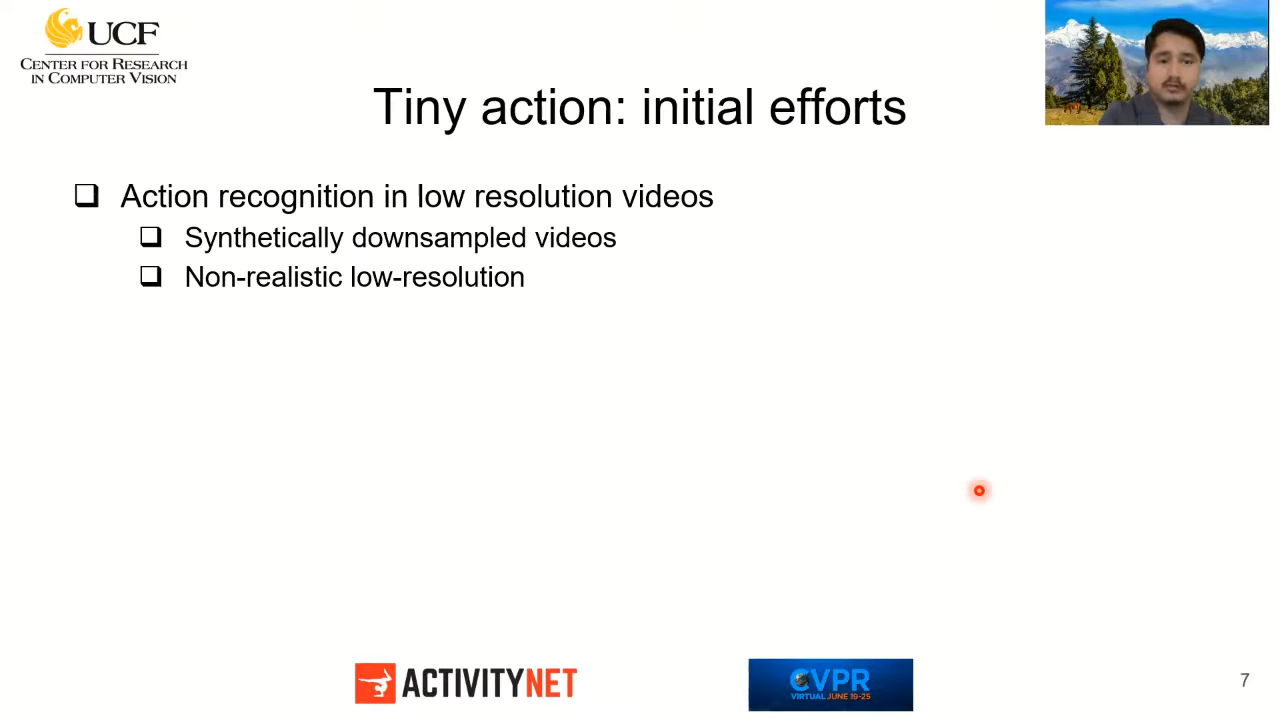 UCF
CENTER FOR RESEARCH
IN COMPUTER VISION
Tiny action: initial efforts
Action recognition in low resolution videos
Synthetically downsampled videos
Non-realistic low-resolution
ACTIVITYNET
CVPR
VIRTUAL JUNE 19-25
7